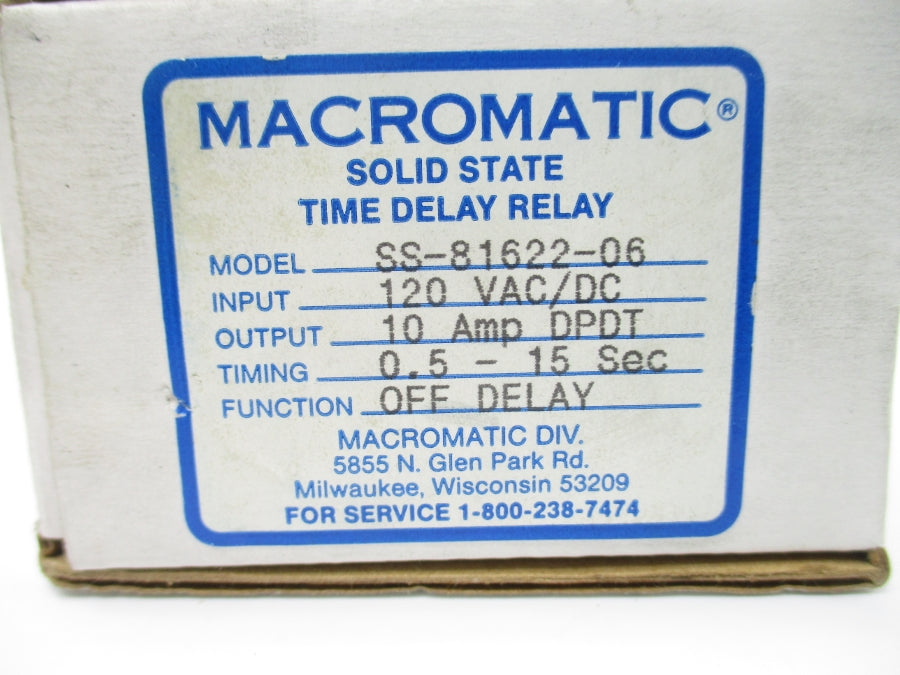 MACROMATIC®
SOLID STATE
TIME DELAY RELAY
MODEL SS-81622-06
INPUT 120 VAC/DC
OUTPUT 10 Amp DPDT
TIMING 0.5 - 15 Sec
FUNCTION OFF DELAY
MACROMATIC DIV.
5855 N. Glen Park Rd.
Milwaukee, Wisconsin 53209
FOR SERVICE 1-800-238-7474